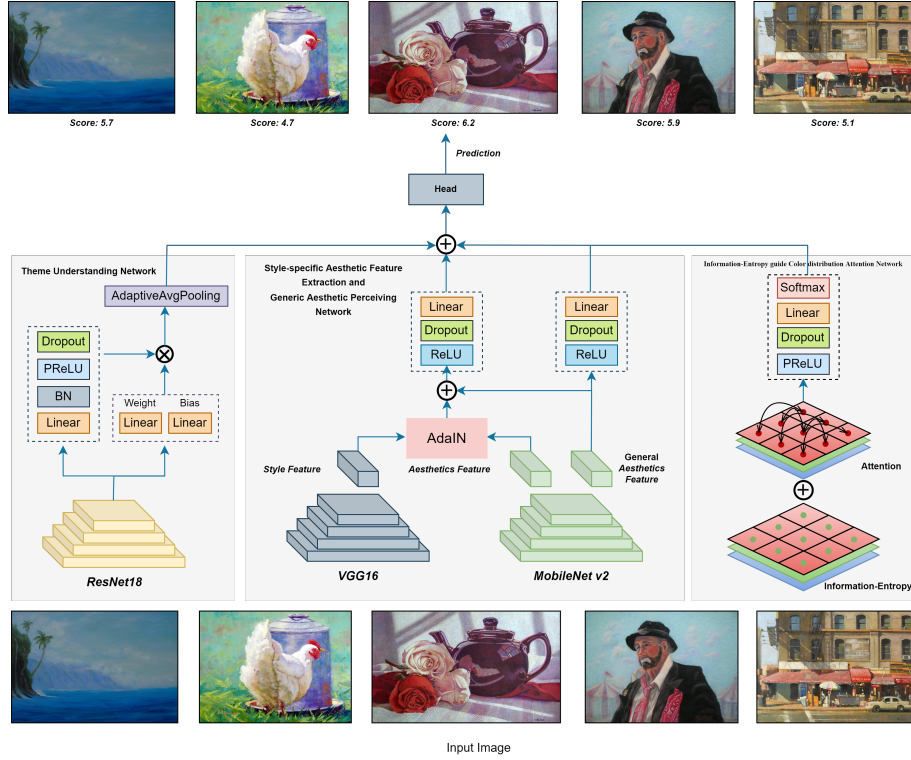 Score: 5.7
Score: 4.7
Score: 6.2
Score: 5.9
Score: 5.1
Prediction
Head
Theme Understanding Network
AdaptiveAvgPooling
Dropout
PReLU
BN
Linear
Weight
Bias
Linear
Linear
ResNet18
Style-specific Aesthetic Feature
Extraction and
Generic Aesthetic Perceiving
Network
Linear
Dropout
ReLU
Linear
Dropout
ReLU
AdaIN
Style Feature
Aesthetics Feature
General
Aesthetics
Feature
VGG16
MobileNet v2
Information-Entropy guide Color distribution Attention Network
Softmax
Linear
Dropout
PReLU
Attention
Information-Entropy
Input Image